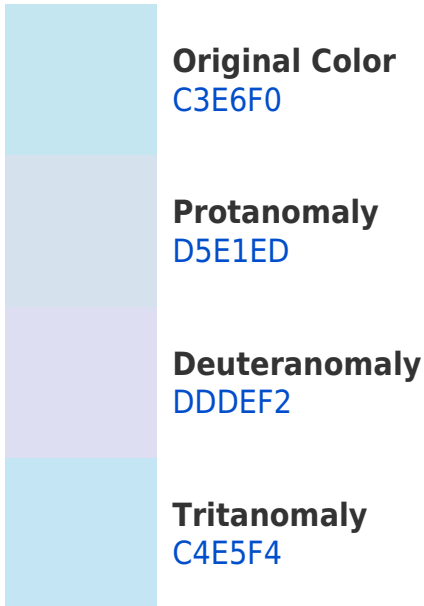 Original Color
C3E6F0
Protanomaly
D5E1ED
Deuteranomaly
DDDEF2
Tritanomaly
C4E5F4